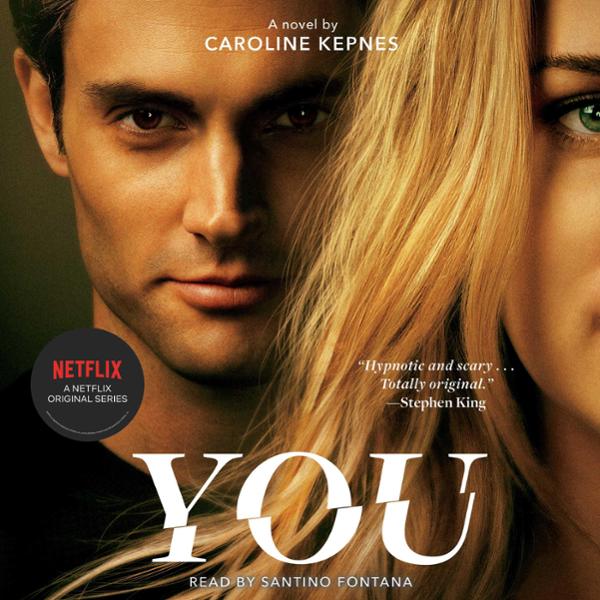 A novel by
CAROLINE KEPNES
“Hypnotic and scary . . .
Totally original.”
—Stephen King
NETFLIX
A NETFLIX
ORIGINAL SERIES
YOU
READ BY SANTINO FONTANA